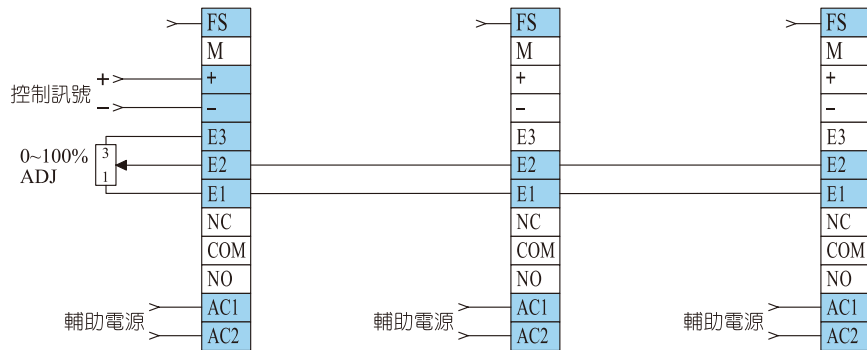 FS FS FS
M M M
+ + + +
控制訊號
− − − −
E3 E3 E3
0~100% 3 E2 E2 E2
ADJ 1
E1 E1 E1
NC NC NC
COM COM COM
NO NO NO
AC1 AC1 AC1
輔助電源 輔助電源 輔助電源
AC2 AC2 AC2